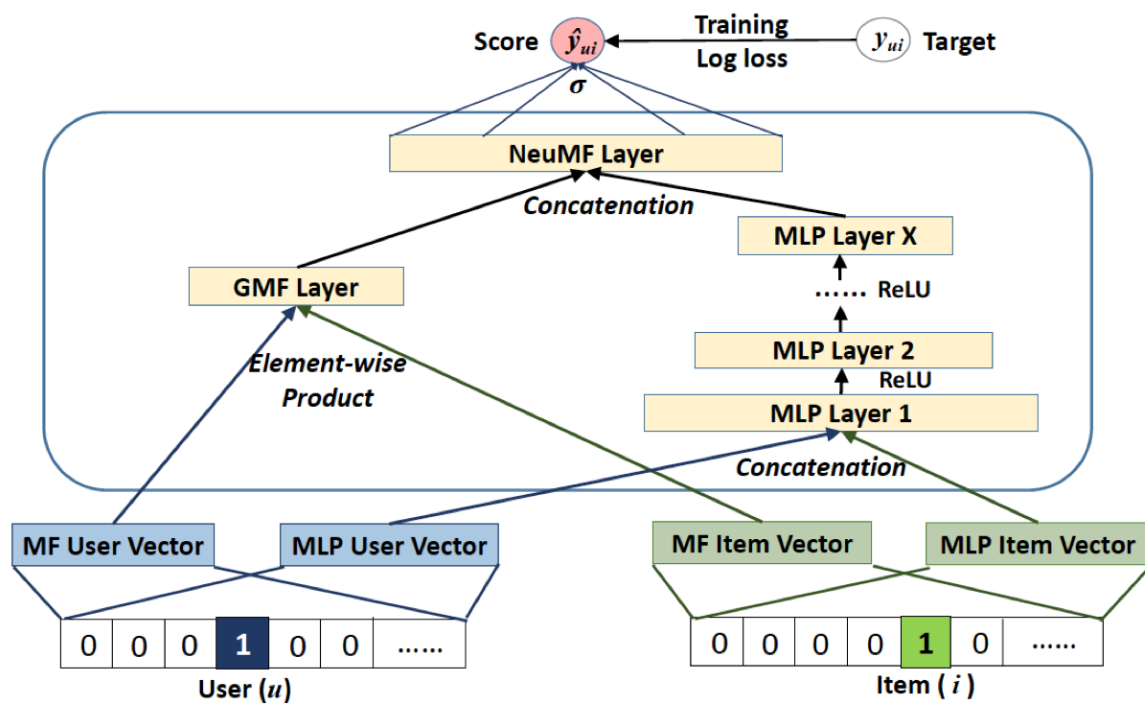 Score ŷui Training yui Target
Log loss
σ
NeuMF Layer
Concatenation
MLP Layer X
GMF Layer
...... ReLU
MLP Layer 2
Element-wise
Product
ReLU
MLP Layer 1
Concatenation
MF User Vector MLP User Vector MF Item Vector MLP Item Vector
0 0 0 1 0 0 ...... 0 0 0 0 1 0 ......
User (u) Item ( i )